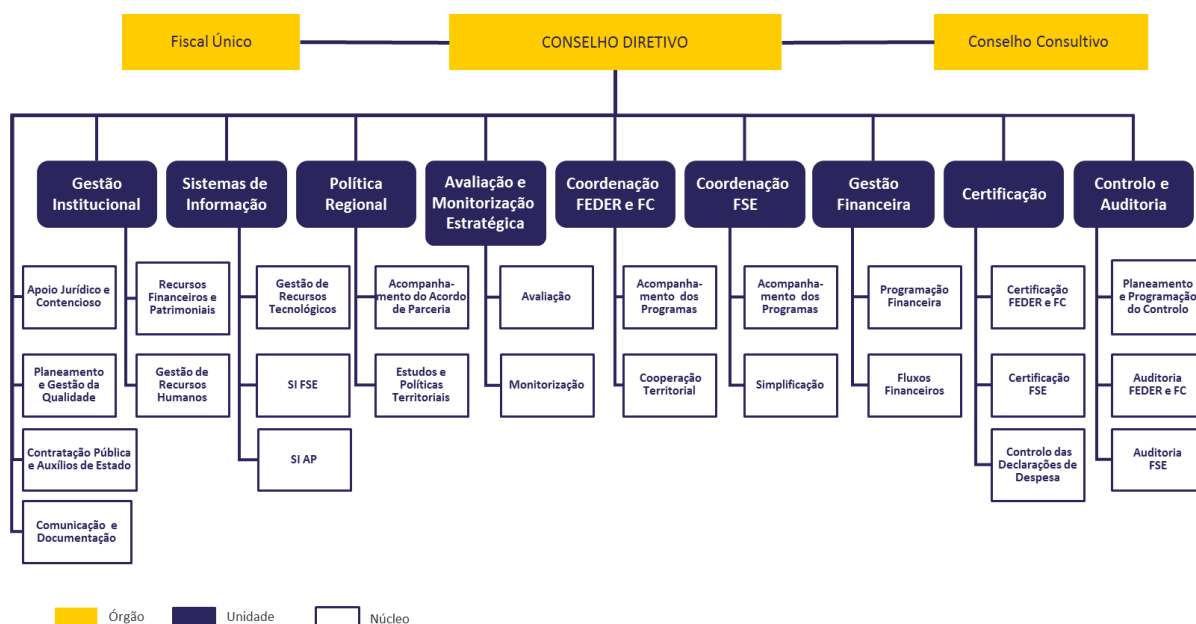 Fiscal Único
CONSELHO DIRETIVO
Conselho Consultivo
Gestão
Institucional
Sistemas de
Informação
Política
Regional
Avaliação e
Monitorização
Estratégica
Coordenação
FEDER e FC
Coordenação
FSE
Gestão
Financeira
Certificação
Controlo e
Auditoria
Apoio Jurídico e
Contencioso
Recursos
Financeiros e
Patrimoniais
Gestão de
Recursos
Tecnológicos
Acompanha-
mento do Acordo
de Parceria
Avaliação
Acompanha-
mento dos
Programas
Acompanha-
mento dos
Programas
Programação
Financeira
Certificação
FEDER e FC
Planeamento
e Programação
do Controlo
Planeamento
e Gestão da
Qualidade
Gestão de
Recursos
Humanos
SI FSE
Estudos e
Políticas
Territoriais
Monitorização
Cooperação
Territorial
Simplificação
Fluxos
Financeiros
Certificação
FSE
Auditoria
FEDER e FC
Contratação Pública
e Auxílios de Estado
SI AP
Controlo das
Declarações de
Despesa
Auditoria
FSE
Comunicação e
Documentação
Órgão
Unidade
Núcleo